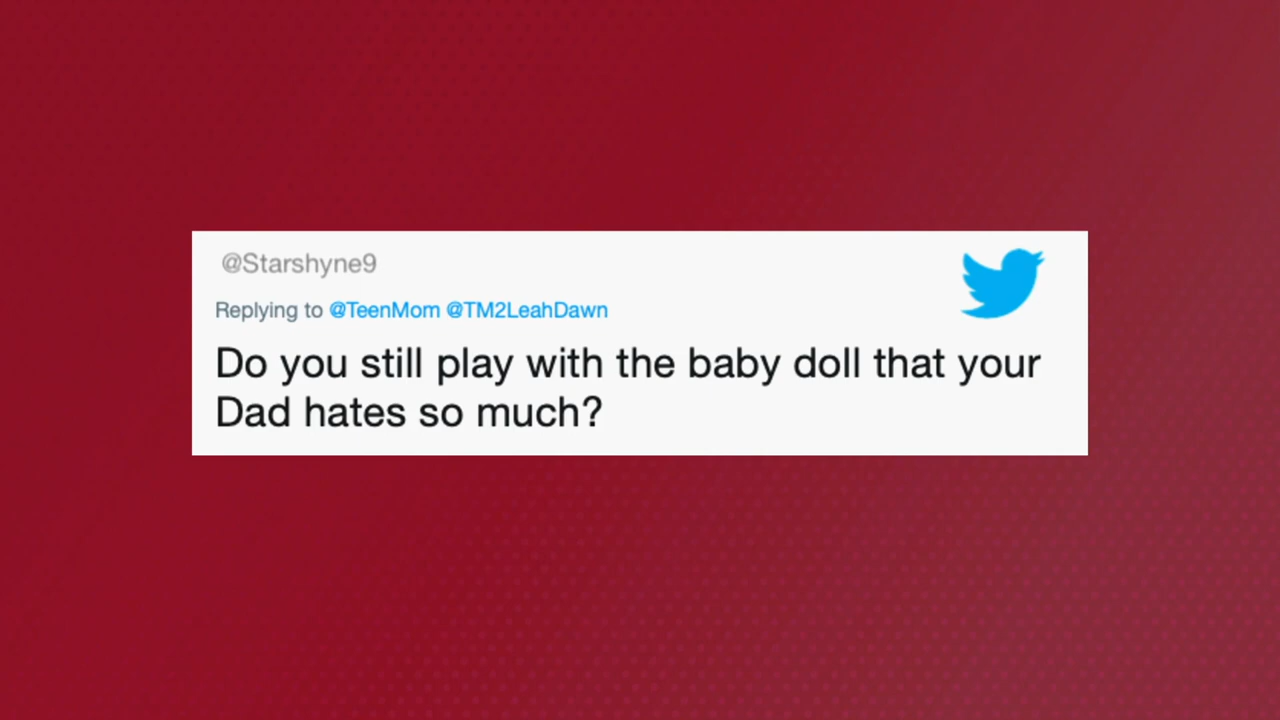 @Starshyne9
Replying to @TeenMom @TM2LeahDawn
Do you still play with the baby doll that your
Dad hates so much?